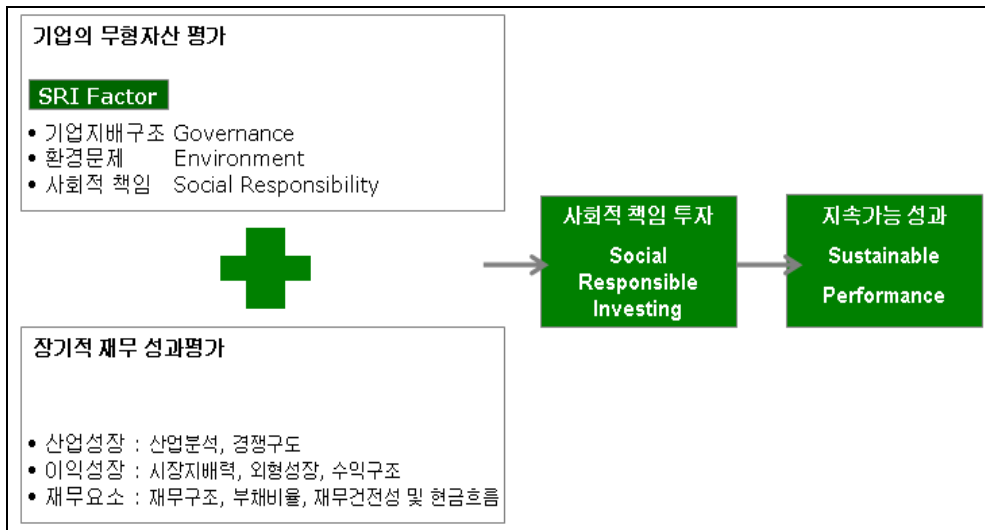 기업의 무형자산 평가
SRI Factor
• 기업지배구조 Governance
• 환경문제 Environment
• 사회적 책임 Social Responsibility
장기적 재무 성과평가
• 산업성장 : 산업분석, 경쟁구도
• 이익성장 : 시장지배력, 외형성장, 수익구조
• 재무요소 : 재무구조, 부채비율, 재무건전성 및 현금흐름
사회적 책임 투자
Social
Responsible
Investing
지속가능 성과
Sustainable
Performance